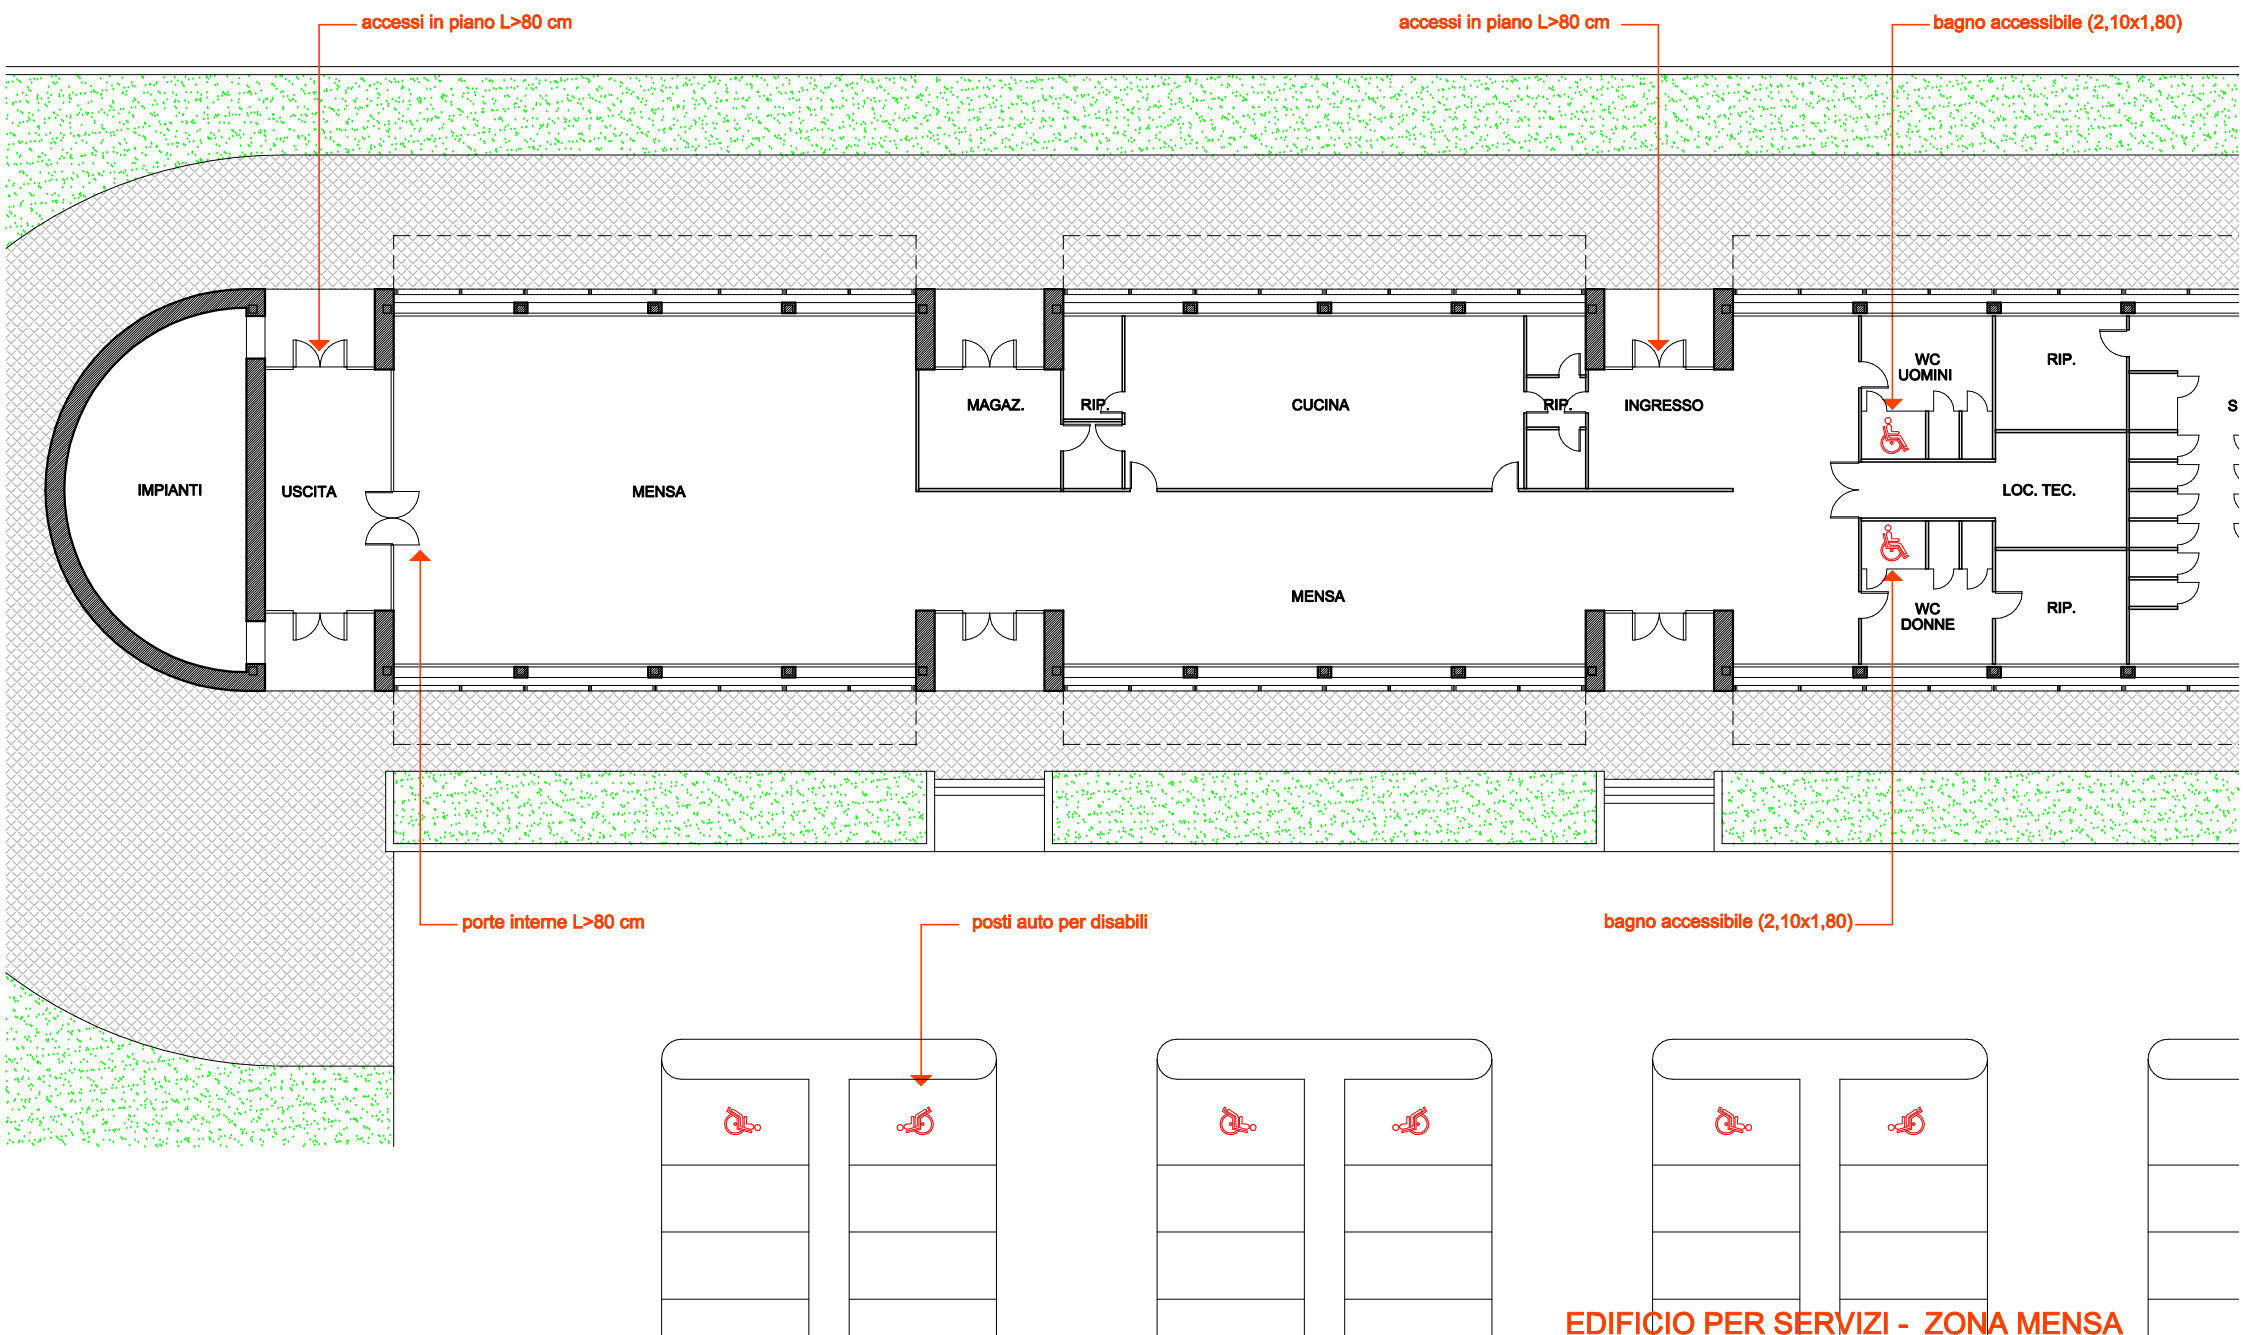 accessi in piano L>80 cm
accessi in piano L>80 cm
bagno accessibile (2,10x1,80)
WC
UOMINI
RIP.
MAGAZ.
RIP.
CUCINA
RIP.
INGRESSO
S
IMPIANTI
USCITA
MENSA
LOC. TEC.
MENSA
WC
DONNE
RIP.
porte interne L>80 cm
posti auto per disabili
bagno accessibile (2,10x1,80)
EDIFICIO PER SERVIZI - ZONA MENSA